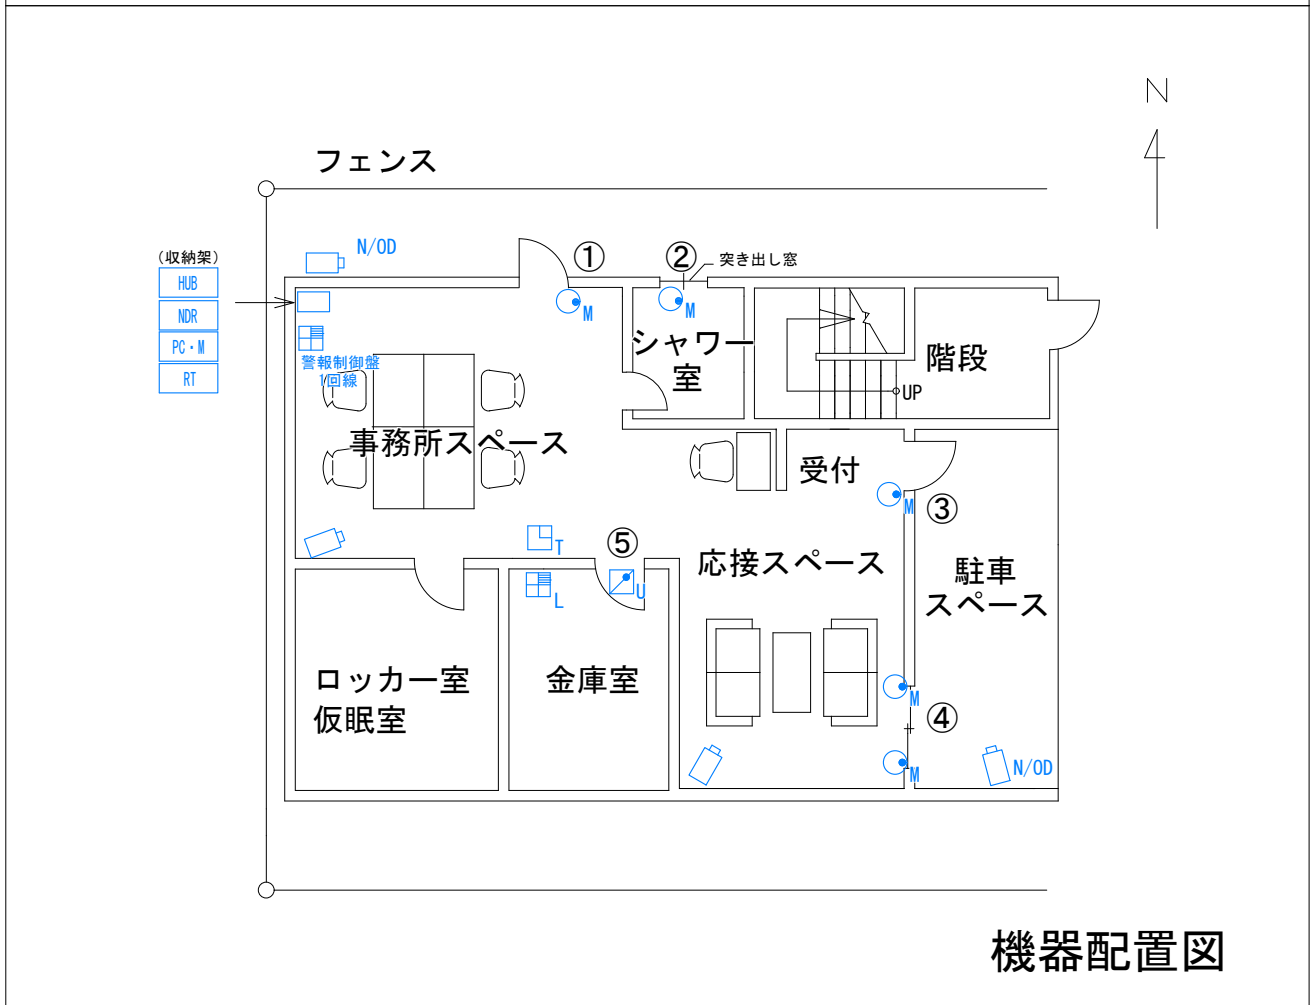 N
フェンス
N/OD
①
②
突き出し窓
(収納架)
HUB
NDR
PC・M
RT
M
M
警報制御盤
1回線
シャワー
室
階段
UP
事務所スペース
受付
M
③
⑤
T
U
L
応接スペース
駐車
スペース
ロッカー室
仮眠室
金庫室
M
④
M
N/OD
機器配置図